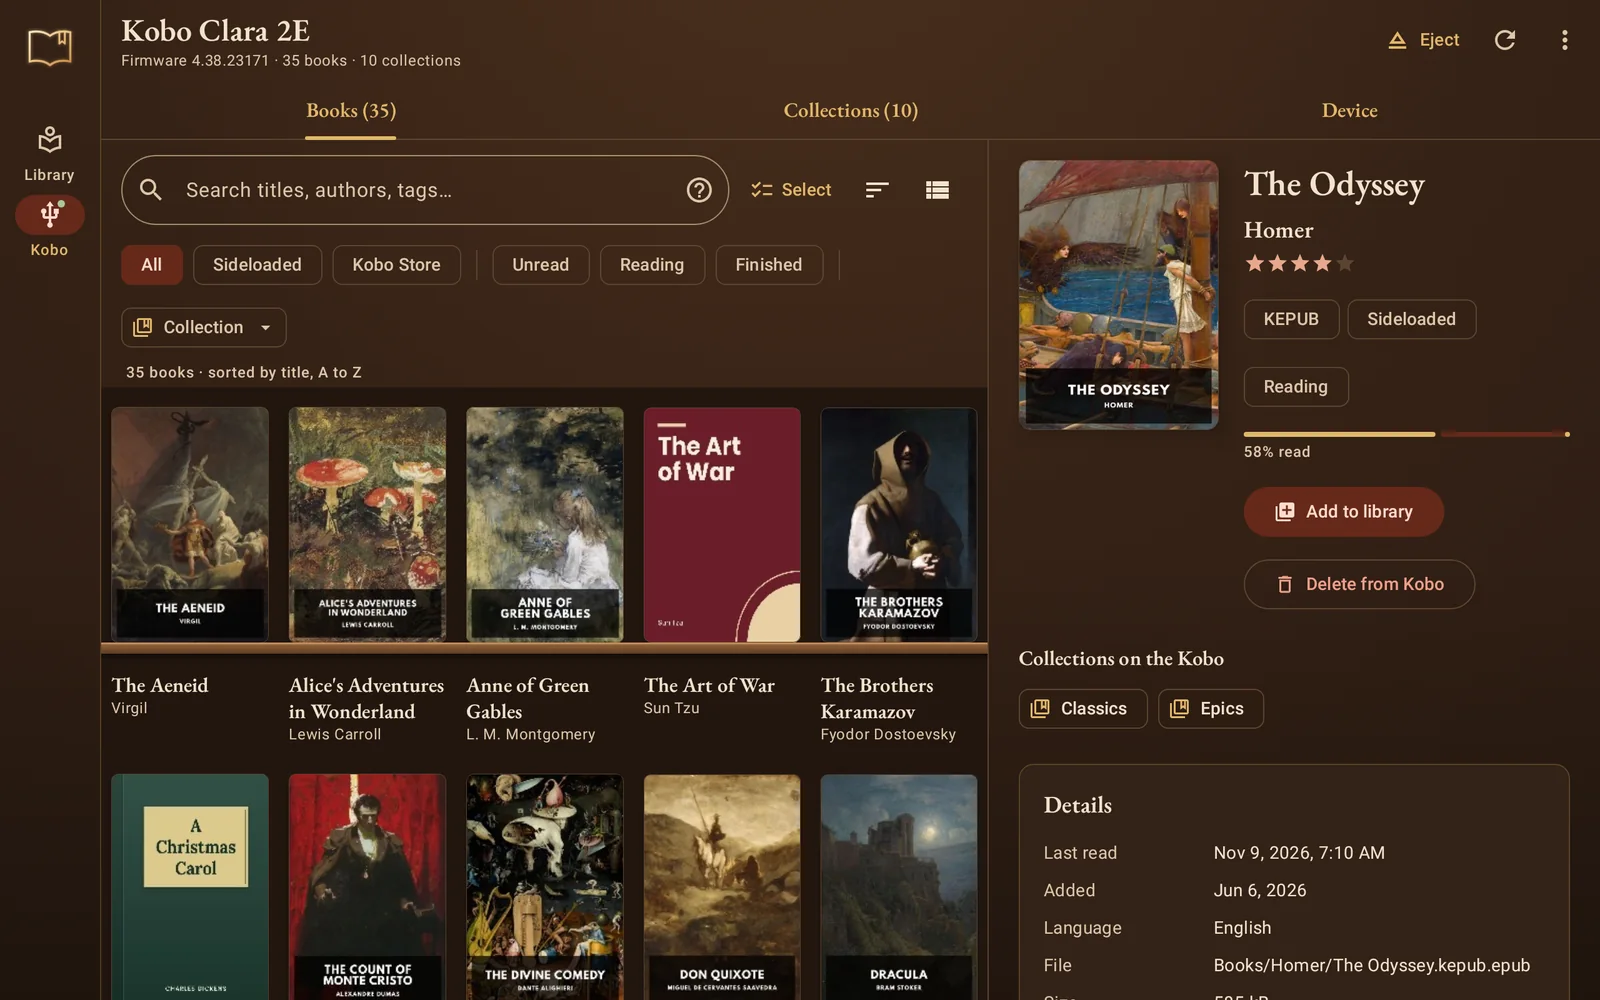 Kobo Clara 2E
Firmware 4.38.23171 · 35 books · 10 collections
Eject
Library
Kobo
Books (35)
Collections (10)
Device
Search titles, authors, tags...
Select
All
Sideloaded
Kobo Store
Unread
Reading
Finished
Collection
35 books · sorted by title, A to Z
THE AENEID
VIRGIL
ALICE'S ADVENTURES
IN WONDERLAND
LEWIS CARROLL
ANNE OF
GREEN GABLES
L. M. MONTGOMERY
The Art
of War
Sun Tzu
THE BROTHERS
KARAMAZOV
FYODOR DOSTOEVSKY
The Aeneid
Virgil
Alice's Adventures
in Wonderland
Lewis Carroll
Anne of Green
Gables
L. M. Montgomery
The Art of War
Sun Tzu
The Brothers
Karamazov
Fyodor Dostoevsky
A
Christmas
Carol
CHARLES DICKENS
THE COUNT OF
MONTE CRISTO
ALEXANDRE DUMAS
THE DIVINE COMEDY
DANTE ALIGHIERI
DON QUIXOTE
MIGUEL DE CERVANTES SAAVEDRA
DRACULA
BRAM STOKER
THE ODYSSEY
HOMER
The Odyssey
Homer
KEPUB
Sideloaded
Reading
58% read
Add to library
Delete from Kobo
Collections on the Kobo
Classics
Epics
Details
Last read
Nov 9, 2026, 7:10 AM
Added
Jun 6, 2026
Language
English
File
Books/Homer/The Odyssey.kepub.epub